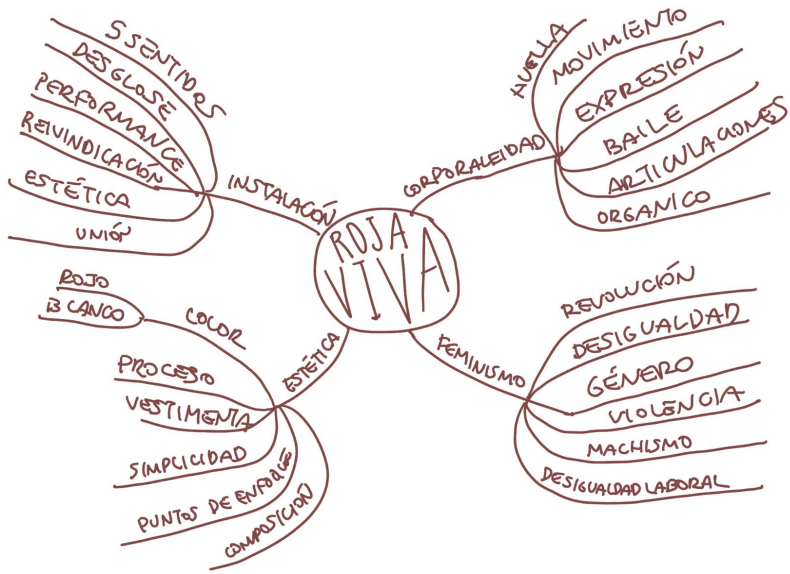 ROJA
VIVA
INSTALACÓN
5 SENTIDOS
DESGLOSE
PERFORMANCE
REIVINDICACIÓN
ESTÉTICA
UNIÓN
CORPORALEIDAD
HUELLA
MOVIMIENTO
EXPRESIÓN
BAILE
ARTICULACIONES
ORGANICO
ESTÉTICA
COLOR
ROJO
BLANCO
PROCESO
VESTIMENTA
SIMPLICIDAD
PUNTOS DE ENFOQUE
COMPOSICIÓN
FEMINISMO
REVOLUCIÓN
DESIGUALDAD
GÉNERO
VIOLENCIA
MACHISMO
DESIGUALDAD LABORAL